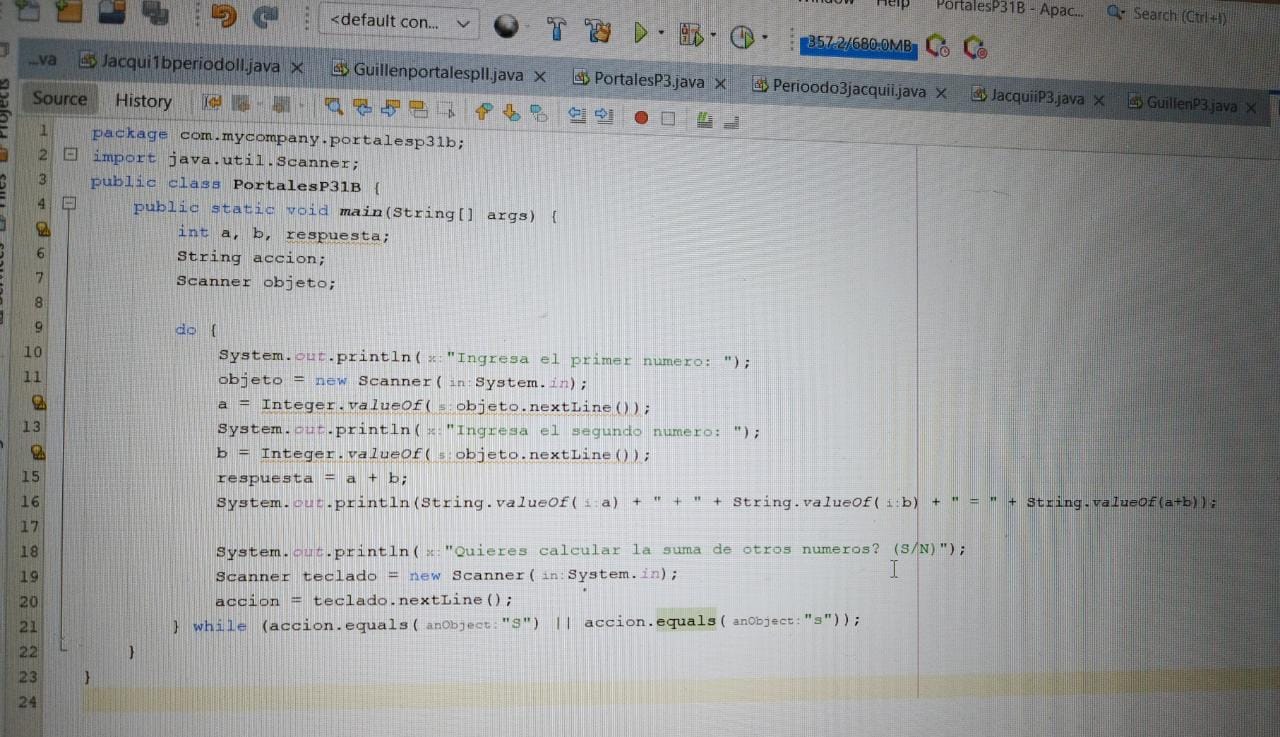 Help PortalesP31B - Apac... Search (Ctrl+I)
<default con... 357.2/680.0MB
...va Jacqui1bperiodoII.java Guillenportalespll.java PortalesP3.java Perioodo3jacquii.java JacquiiP3.java GuillenP3.java
Source History
1 package com.mycompany.portalesp31b;
2 import java.util.Scanner;
3 public class PortalesP31B {
4 public static void main(String[] args) {
int a, b, respuesta;
6 String accion;
7 Scanner objeto;
8
9 do {
10 System.out.println( x: "Ingresa el primer numero: ");
11 objeto = new Scanner( in: System.in);
a = Integer.valueOf( s: objeto.nextLine());
13 System.out.println( x: "Ingresa el segundo numero: ");
b = Integer.valueOf( s: objeto.nextLine());
15 respuesta = a + b;
16 System.out.println(String.valueOf( i: a) + " + " + String.valueOf( i: b) + " = " + String.valueOf(a+b));
17
18 System.out.println( x: "Quieres calcular la suma de otros numeros? (S/N)");
19 Scanner teclado = new Scanner( in: System.in);
20 accion = teclado.nextLine();
21 } while (accion.equals( anObject: "S") || accion.equals( anObject: "s"));
22 }
23 }
24
Projects